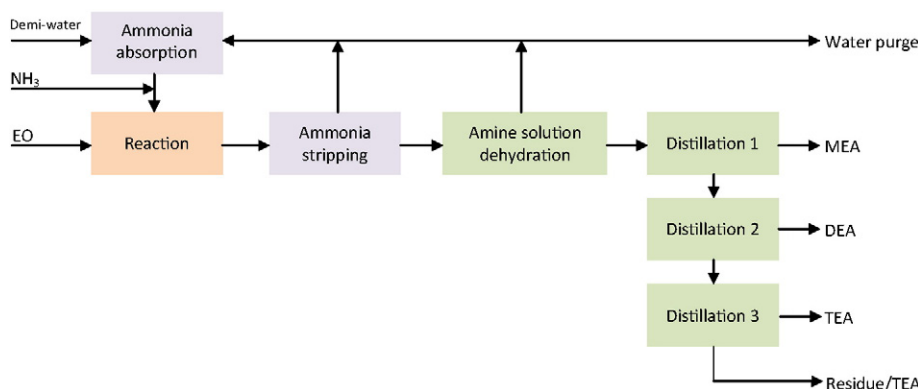 Demi-water
Ammonia
absorption
Water purge
NH₃
EO
Reaction
Ammonia
stripping
Amine solution
dehydration
Distillation 1
MEA
Distillation 2
DEA
Distillation 3
TEA
Residue/TEA